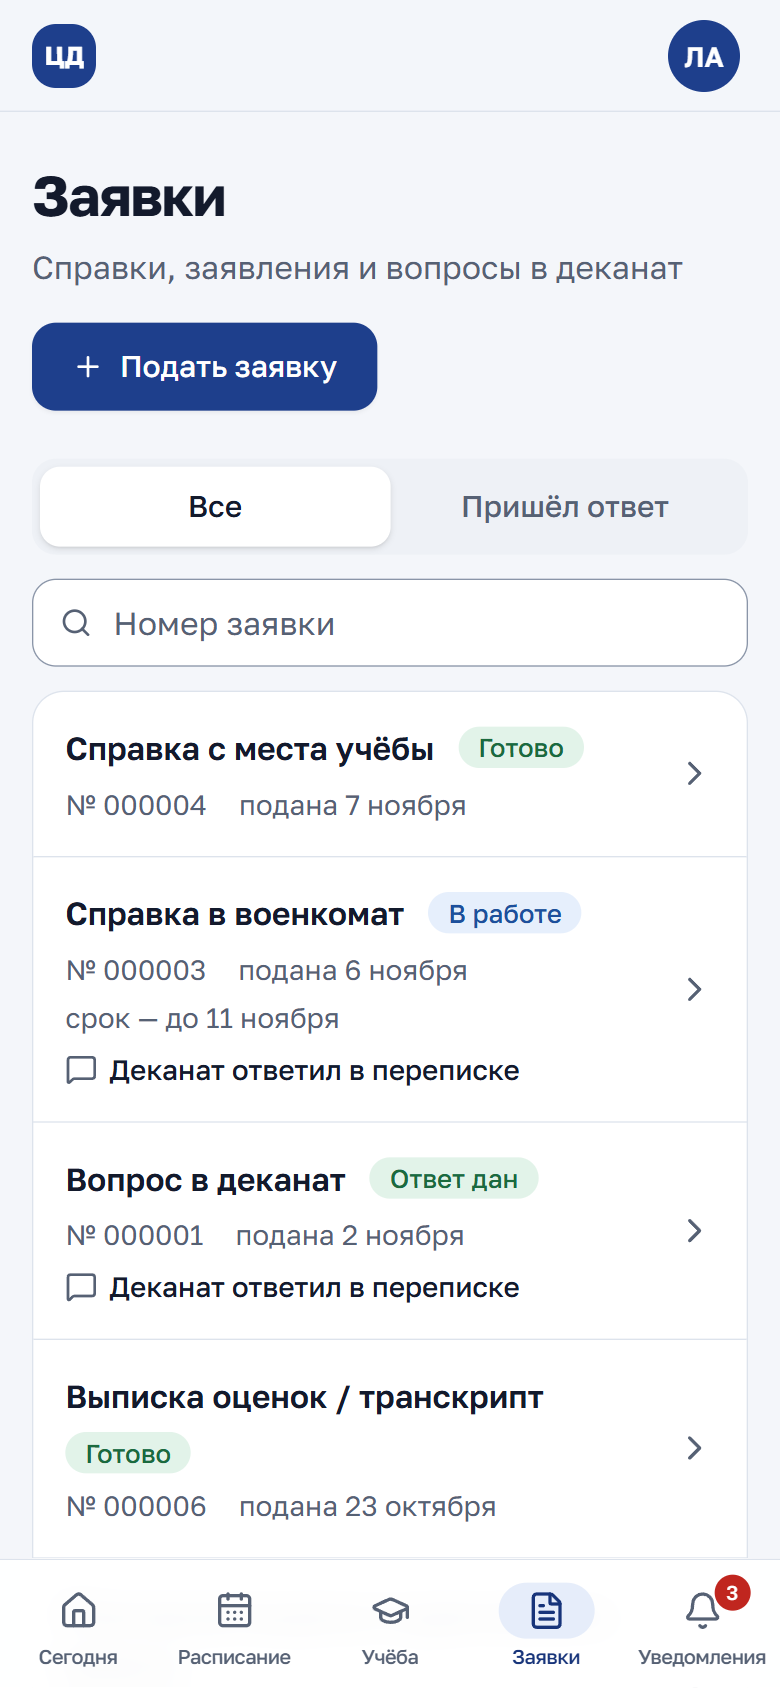 ЦД
ЛА
Заявки
Справки, заявления и вопросы в деканат
Подать заявку
Все
Пришёл ответ
Номер заявки
Справка с места учёбы Готово
№ 000004 подана 7 ноября
Справка в военкомат В работе
№ 000003 подана 6 ноября
срок — до 11 ноября
Деканат ответил в переписке
Вопрос в деканат Ответ дан
№ 000001 подана 2 ноября
Деканат ответил в переписке
Выписка оценок / транскрипт
Готово
№ 000006 подана 23 октября
3
Сегодня Расписание Учёба Заявки Уведомления